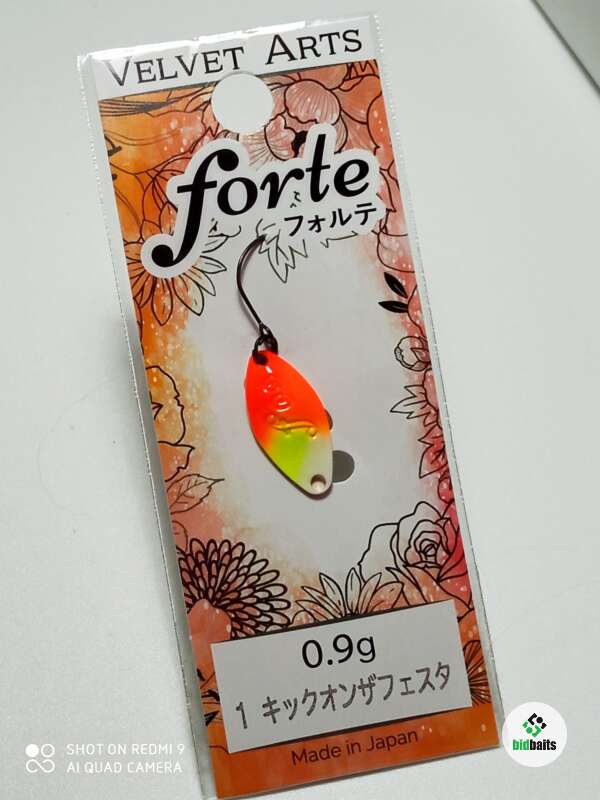 VELVET ARTS
forte
フォルテ
0.9g
1 キックオンザフェスタ
Made in Japan
SHOT ON REDMI 9
AI QUAD CAMERA
bidbaits